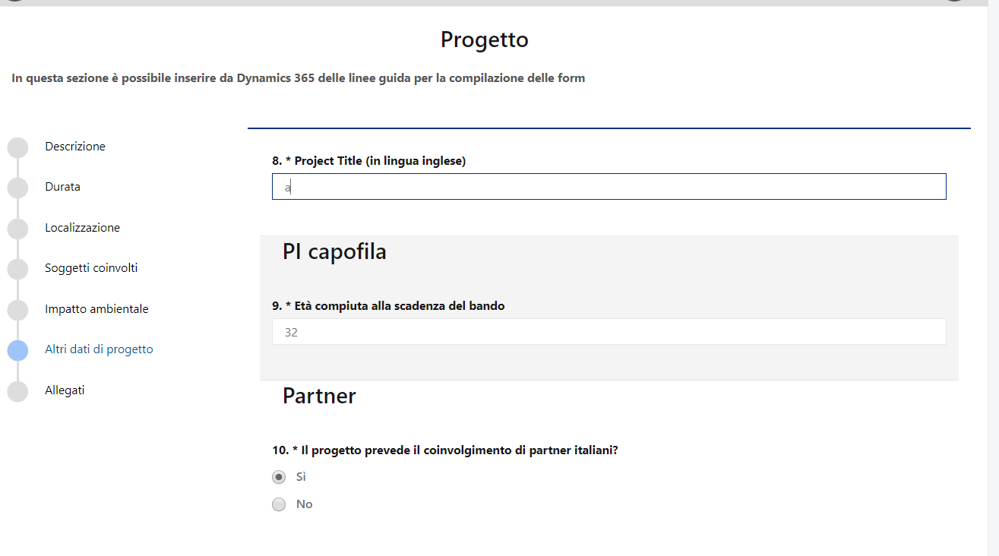 Progetto
In questa sezione è possibile inserire da Dynamics 365 delle linee guida per la compilazione delle form
Descrizione
Durata
Localizzazione
Soggetti coinvolti
Impatto ambientale
Altri dati di progetto
Allegati
8. * Project Title (in lingua inglese)
a
PI capofila
9. * Età compiuta alla scadenza del bando
32
Partner
10. * Il progetto prevede il coinvolgimento di partner italiani?
Sì
No